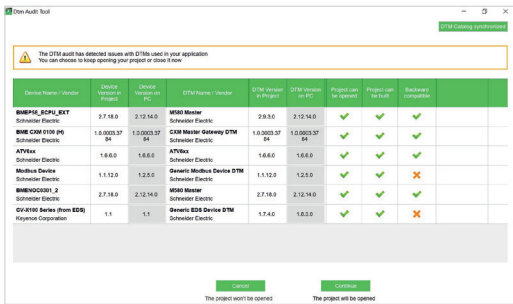 Dtm Audit Tool
DTM Catalog synchronized
The DTM audit has detected issues with DTMs used in your application
You can choose to keep opening your project or close it now
Device Name / Vendor Device Version in Project Device Version on PC DTM Name / Vendor DTM Version in Project DTM Version on PC Project can be opened Project can be built Backward compatible
BMEP58_ECPU_EXT 2.7.18.0 2.12.14.0 M580 Master 2.9.3.0 2.12.14.0
Schneider Electric Schneider Electric
BME CXM 0100 (H) 1.0.0003.3784 1.0.0003.3784 CXM Master Gateway DTM 1.0.0003.3784 1.0.0003.3784
Schneider Electric Schneider Electric
ATV6xx 1.6.6.0 1.6.6.0 ATV6xx 1.6.6.0 1.6.6.0
Schneider Electric Schneider Electric
Modbus Device 1.1.12.0 1.2.5.0 Generic Modbus Device DTM 1.1.12.0 1.2.5.0
Schneider Electric Schneider Electric
BMENOC0301_2 2.7.18.0 2.12.14.0 M580 Master 2.7.18.0 2.12.14.0
Schneider Electric Schneider Electric
CV-X100 Series (from EDS) 1.1 1.1 Generic EDS Device DTM 1.7.4.0 1.8.3.0
Keyence Corporation Schneider Electric
Cancel Continue
The project won't be opened The project will be opened